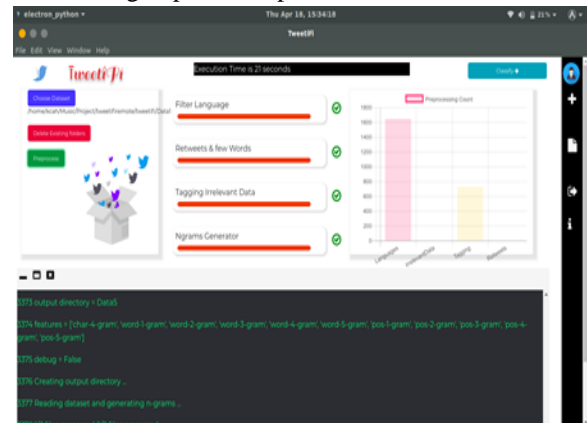 electron_python
Thu Apr 18, 15:34:18
TweetiFi
File Edit View Window Help
TweetiFi
Execution Time is 21 seconds
Classify
Choose Dataset
Delete Existing folders
Preprocess
Filter Language
Retweets & few Words
Tagging Irrelevant Data
Ngrams Generator
Preprocessing Count
1800
1600
1400
1200
1000
800
600
400
200
0
Languages
IrrelevantData
Tagging
Retweets
3373 output directory = Data5
3374 features = ['char-4-gram', 'word-1-gram', 'word-2-gram', 'word-3-gram', 'word-4-gram', 'word-5-gram', 'pos-1-gram', 'pos-2-gram', 'pos-3-gram', 'pos-4-
gram', 'pos-5-gram']
3375 debug = False
3376 Creating output directory ...
3377 Reading dataset and generating n-grams ..